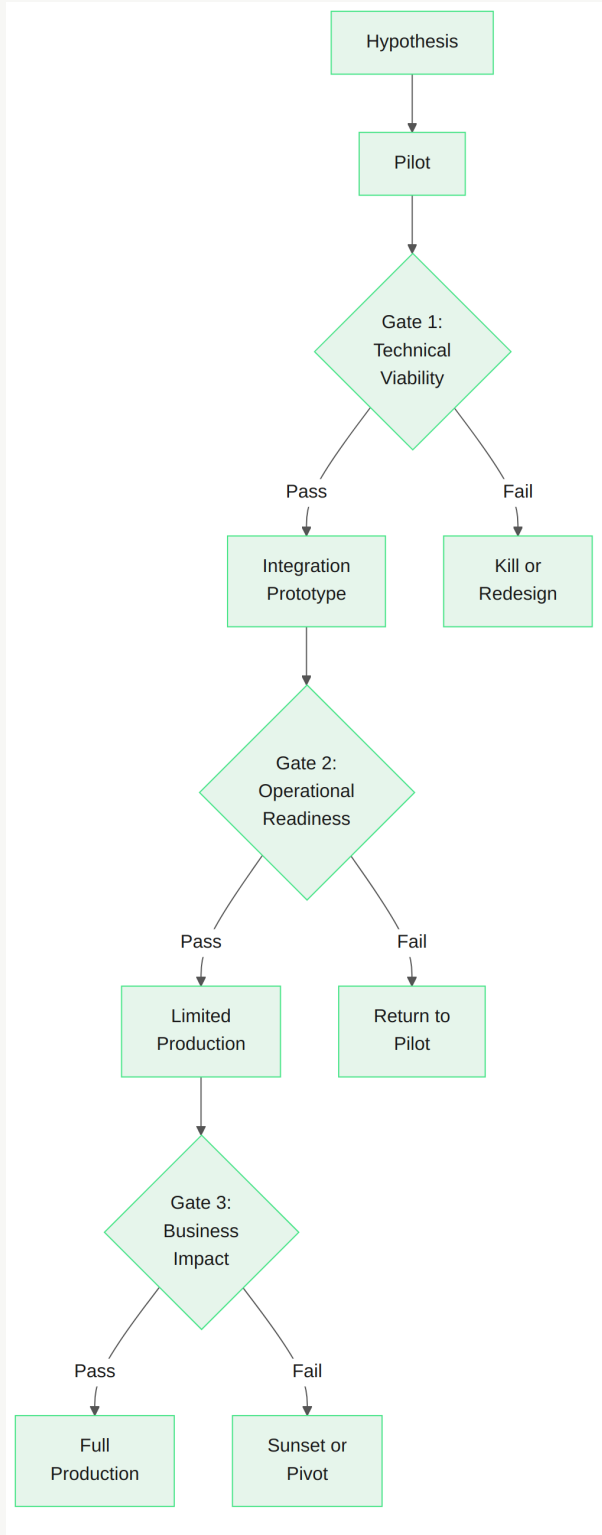 Hypothesis
Pilot
Gate 1:
Technical
Viability
Pass
Fail
Integration
Prototype
Kill or
Redesign
Gate 2:
Operational
Readiness
Pass
Fail
Limited
Production
Return to
Pilot
Gate 3:
Business
Impact
Pass
Fail
Full
Production
Sunset or
Pivot